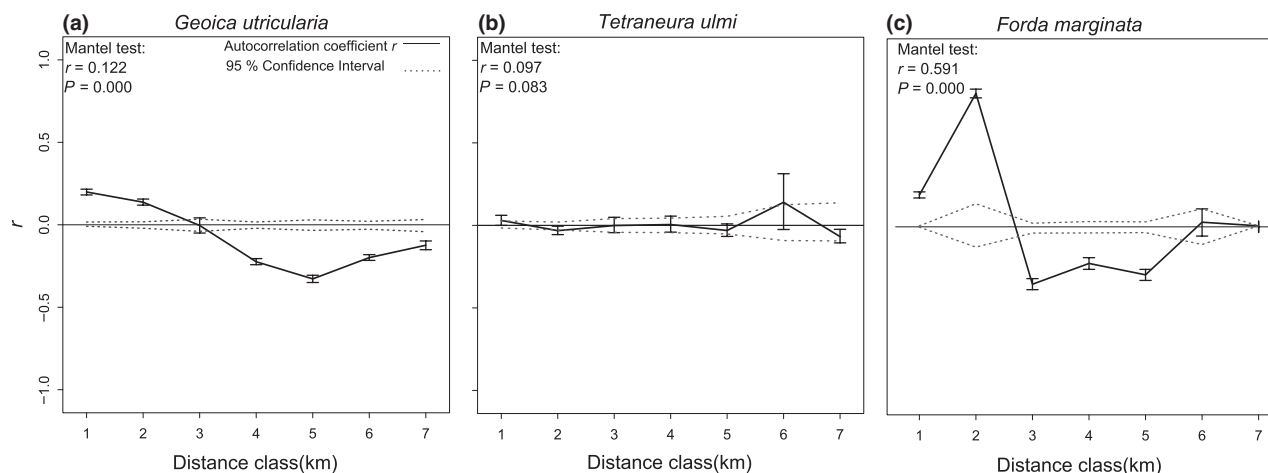 (a) Geoica utricularia
Mantel test:
r = 0.122
P = 0.000
Autocorrelation coefficient r
95 % Confidence Interval
(b) Tetraneura ulmi
Mantel test:
r = 0.097
P = 0.083
(c) Forda marginata
Mantel test:
r = 0.591
P = 0.000
r
1.0
0.5
0.0
−0.5
−1.0
1 2 3 4 5 6 7
Distance class(km)
1 2 3 4 5 6 7
Distance class(km)
1 2 3 4 5 6 7
Distance class(km)